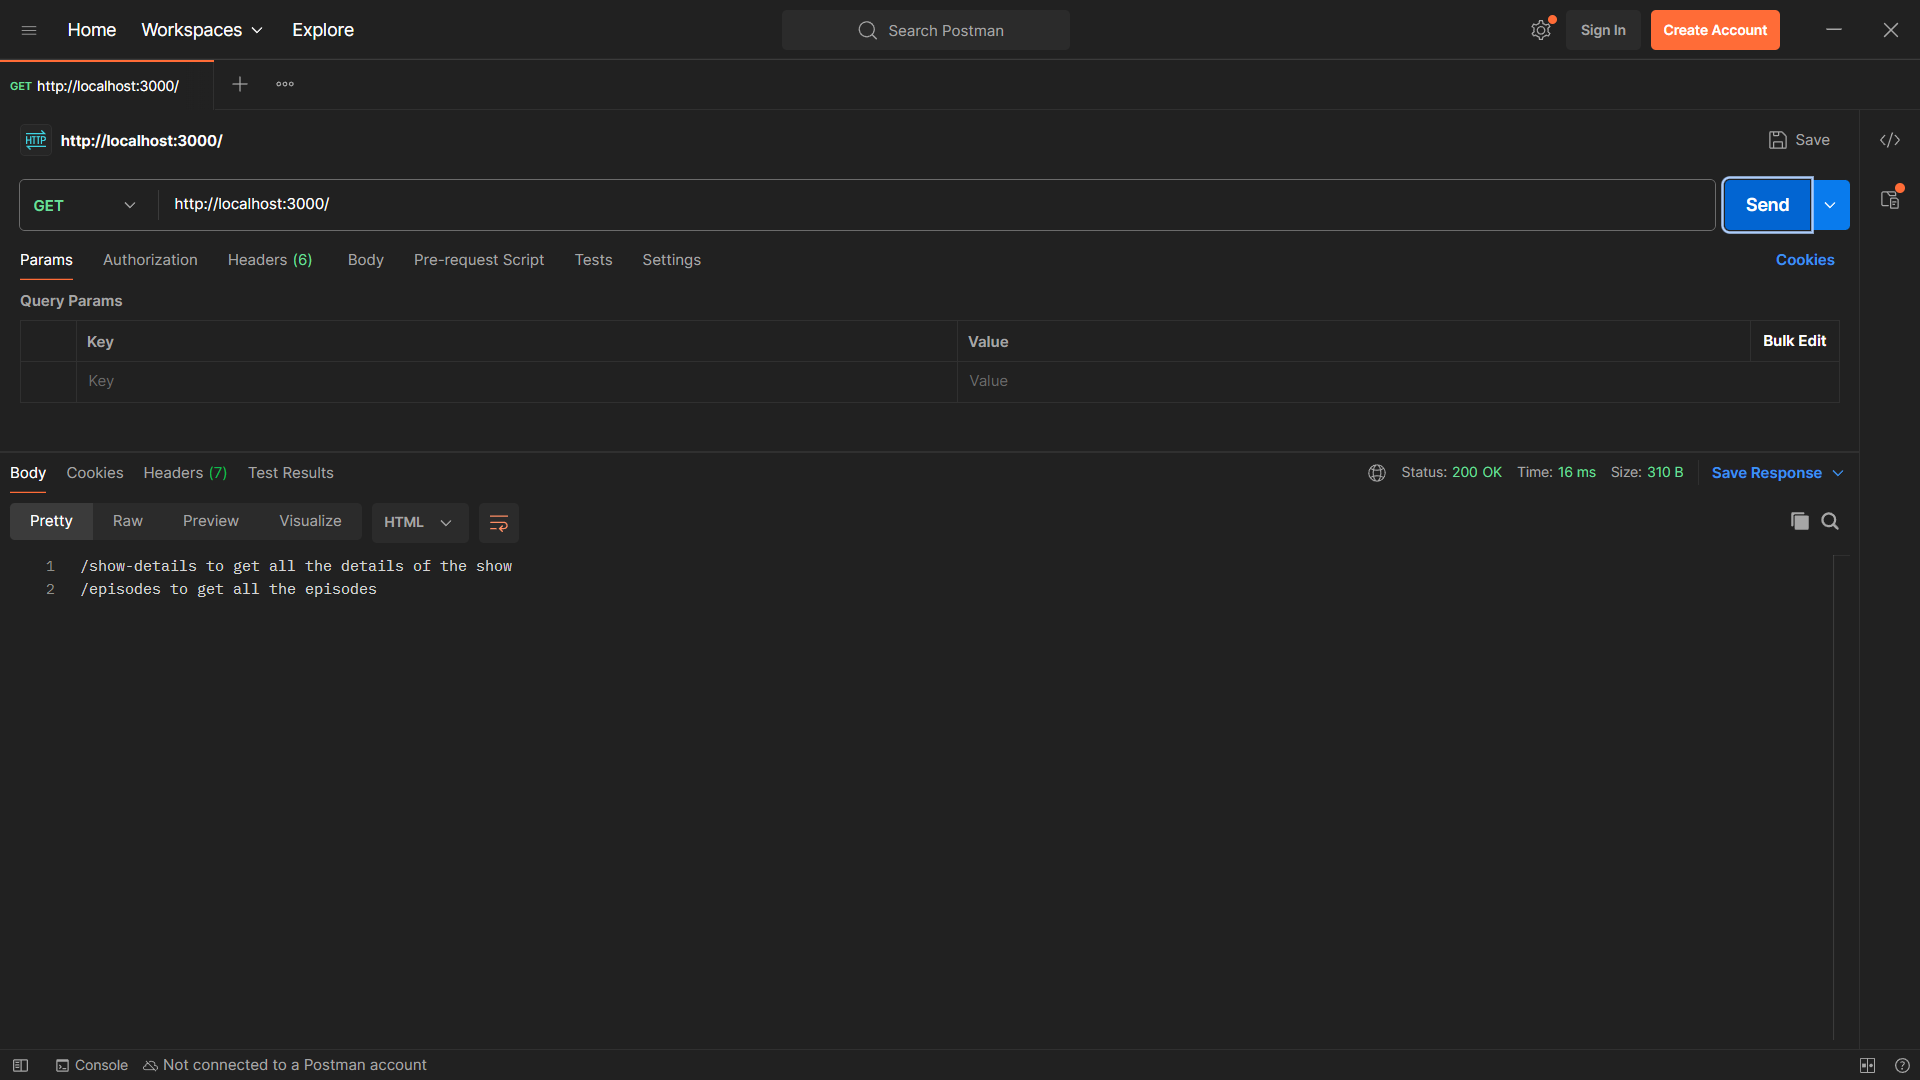 Home Workspaces Explore Search Postman Sign In Create Account
GET http://localhost:3000/
HTTP http://localhost:3000/ Save
GET http://localhost:3000/ Send
Params Authorization Headers (6) Body Pre-request Script Tests Settings Cookies
Query Params
Key Value Bulk Edit
Key Value
Body Cookies Headers (7) Test Results Status: 200 OK Time: 16 ms Size: 310 B Save Response
Pretty Raw Preview Visualize HTML
1 /show-details to get all the details of the show
2 /episodes to get all the episodes
Console Not connected to a Postman account